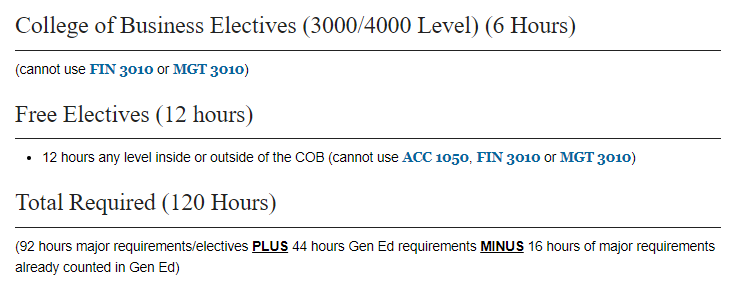 College of Business Electives (3000/4000 Level) (6 Hours)
(cannot use FIN 3010 or MGT 3010)
Free Electives (12 hours)
• 12 hours any level inside or outside of the COB (cannot use ACC 1050, FIN 3010 or MGT 3010)
Total Required (120 Hours)
(92 hours major requirements/electives PLUS 44 hours Gen Ed requirements MINUS 16 hours of major requirements
already counted in Gen Ed)